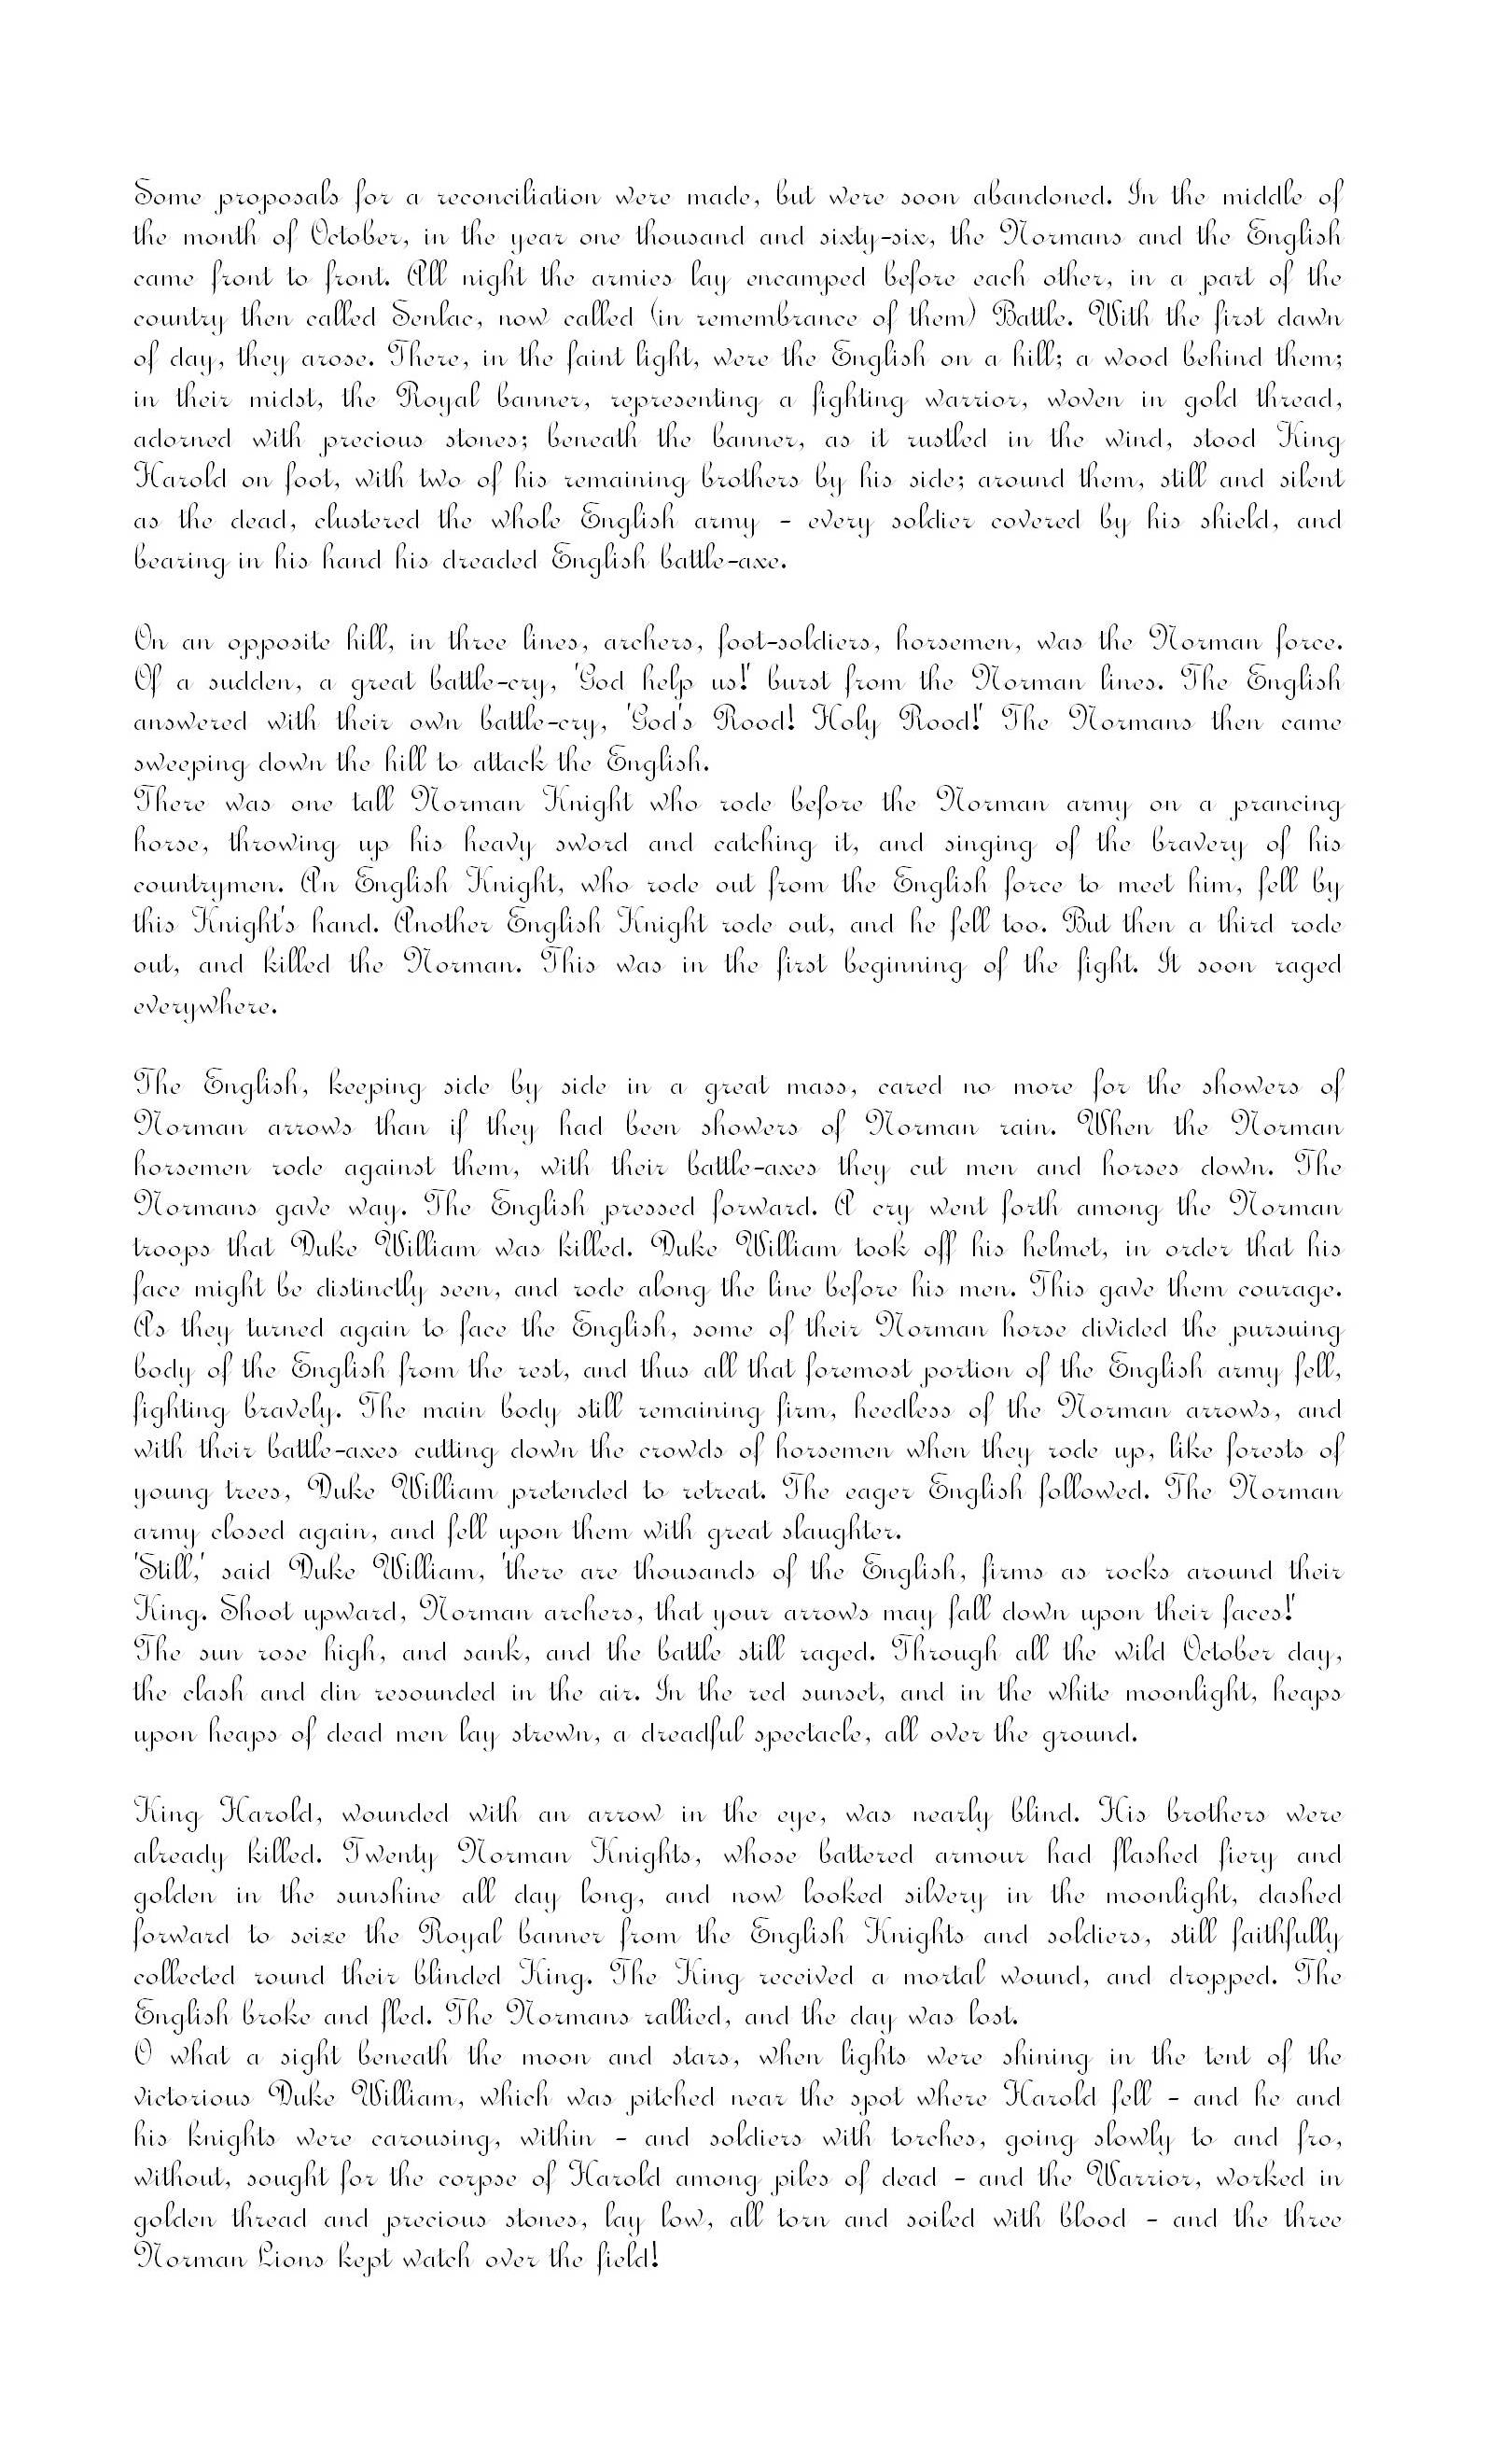 Some proposals for a reconciliation were made, but were soon abandoned. In the middle of
the month of October, in the year one thousand and sixty-six, the Normans and the English
came front to front. All night the armies lay encamped before each other, in a part of the
country then called Senlac, now called (in remembrance of them) Battle. With the first dawn
of day, they arose. There, in the faint light, were the English on a hill; a wood behind them;
in their midst, the Royal banner, representing a fighting warrior, woven in gold thread,
adorned with precious stones; beneath the banner, as it rustled in the wind, stood King
Harold on foot, with two of his remaining brothers by his side; around them, still and silent
as the dead, clustered the whole English army - every soldier covered by his shield, and
bearing in his hand his dreaded English battle-axe.
On an opposite hill, in three lines, archers, foot-soldiers, horsemen, was the Norman force.
Of a sudden, a great battle-cry, 'God help us!' burst from the Norman lines. The English
answered with their own battle-cry, 'God's Rood! Holy Rood!' The Normans then came
sweeping down the hill to attack the English.
There was one tall Norman Knight who rode before the Norman army on a prancing
horse, throwing up his heavy sword and catching it, and singing of the bravery of his
countrymen. An English Knight, who rode out from the English force to meet him, fell by
this Knight's hand. Another English Knight rode out, and he fell too. But then a third rode
out, and killed the Norman. This was in the first beginning of the fight. It soon raged
everywhere.
The English, keeping side by side in a great mass, cared no more for the showers of
Norman arrows than if they had been showers of Norman rain. When the Norman
horsemen rode against them, with their battle-axes they cut men and horses down. The
Normans gave way. The English pressed forward. A cry went forth among the Norman
troops that Duke William was killed. Duke William took off his helmet, in order that his
face might be distinctly seen, and rode along the line before his men. This gave them courage.
As they turned again to face the English, some of their Norman horse divided the pursuing
body of the English from the rest, and thus all that foremost portion of the English army fell,
fighting bravely. The main body still remaining firm, heedless of the Norman arrows, and
with their battle-axes cutting down the crowds of horsemen when they rode up, like forests of
young trees, Duke William pretended to retreat. The eager English followed. The Norman
army closed again, and fell upon them with great slaughter.
'Still,' said Duke William, 'there are thousands of the English, firms as rocks around their
King. Shoot upward, Norman archers, that your arrows may fall down upon their faces!'
The sun rose high, and sank, and the battle still raged. Through all the wild October day,
the clash and din resounded in the air. In the red sunset, and in the white moonlight, heaps
upon heaps of dead men lay strewn, a dreadful spectacle, all over the ground.
King Harold, wounded with an arrow in the eye, was nearly blind. His brothers were
already killed. Twenty Norman Knights, whose battered armour had flashed fiery and
golden in the sunshine all day long, and now looked silvery in the moonlight, dashed
forward to seize the Royal banner from the English Knights and soldiers, still faithfully
collected round their blinded King. The King received a mortal wound, and dropped. The
English broke and fled. The Normans rallied, and the day was lost.
O what a sight beneath the moon and stars, when lights were shining in the tent of the
victorious Duke William, which was pitched near the spot where Harold fell - and he and
his knights were carousing, within - and soldiers with torches, going slowly to and fro,
without, sought for the corpse of Harold among piles of dead - and the Warrior, worked in
golden thread and precious stones, lay low, all torn and soiled with blood - and the three
Norman Lions kept watch over the field!